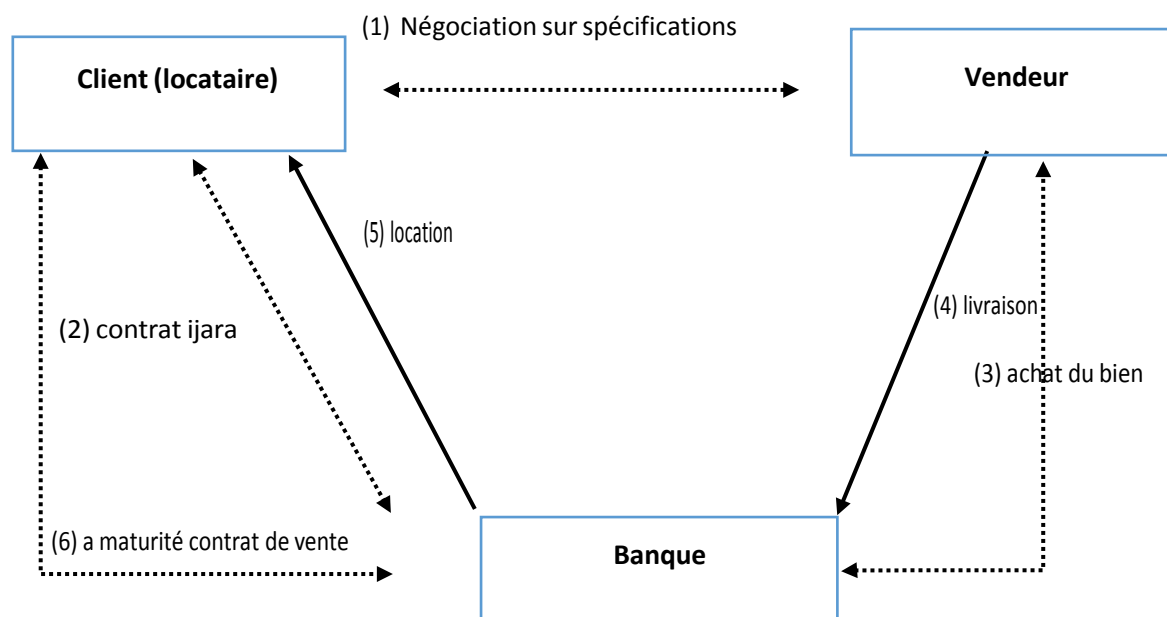 (1) Négociation sur spécifications
Client (locataire)
Vendeur
(5) location
(4) livraison
(2) contrat ijara
(3) achat du bien
(6) a maturité contrat de vente
Banque